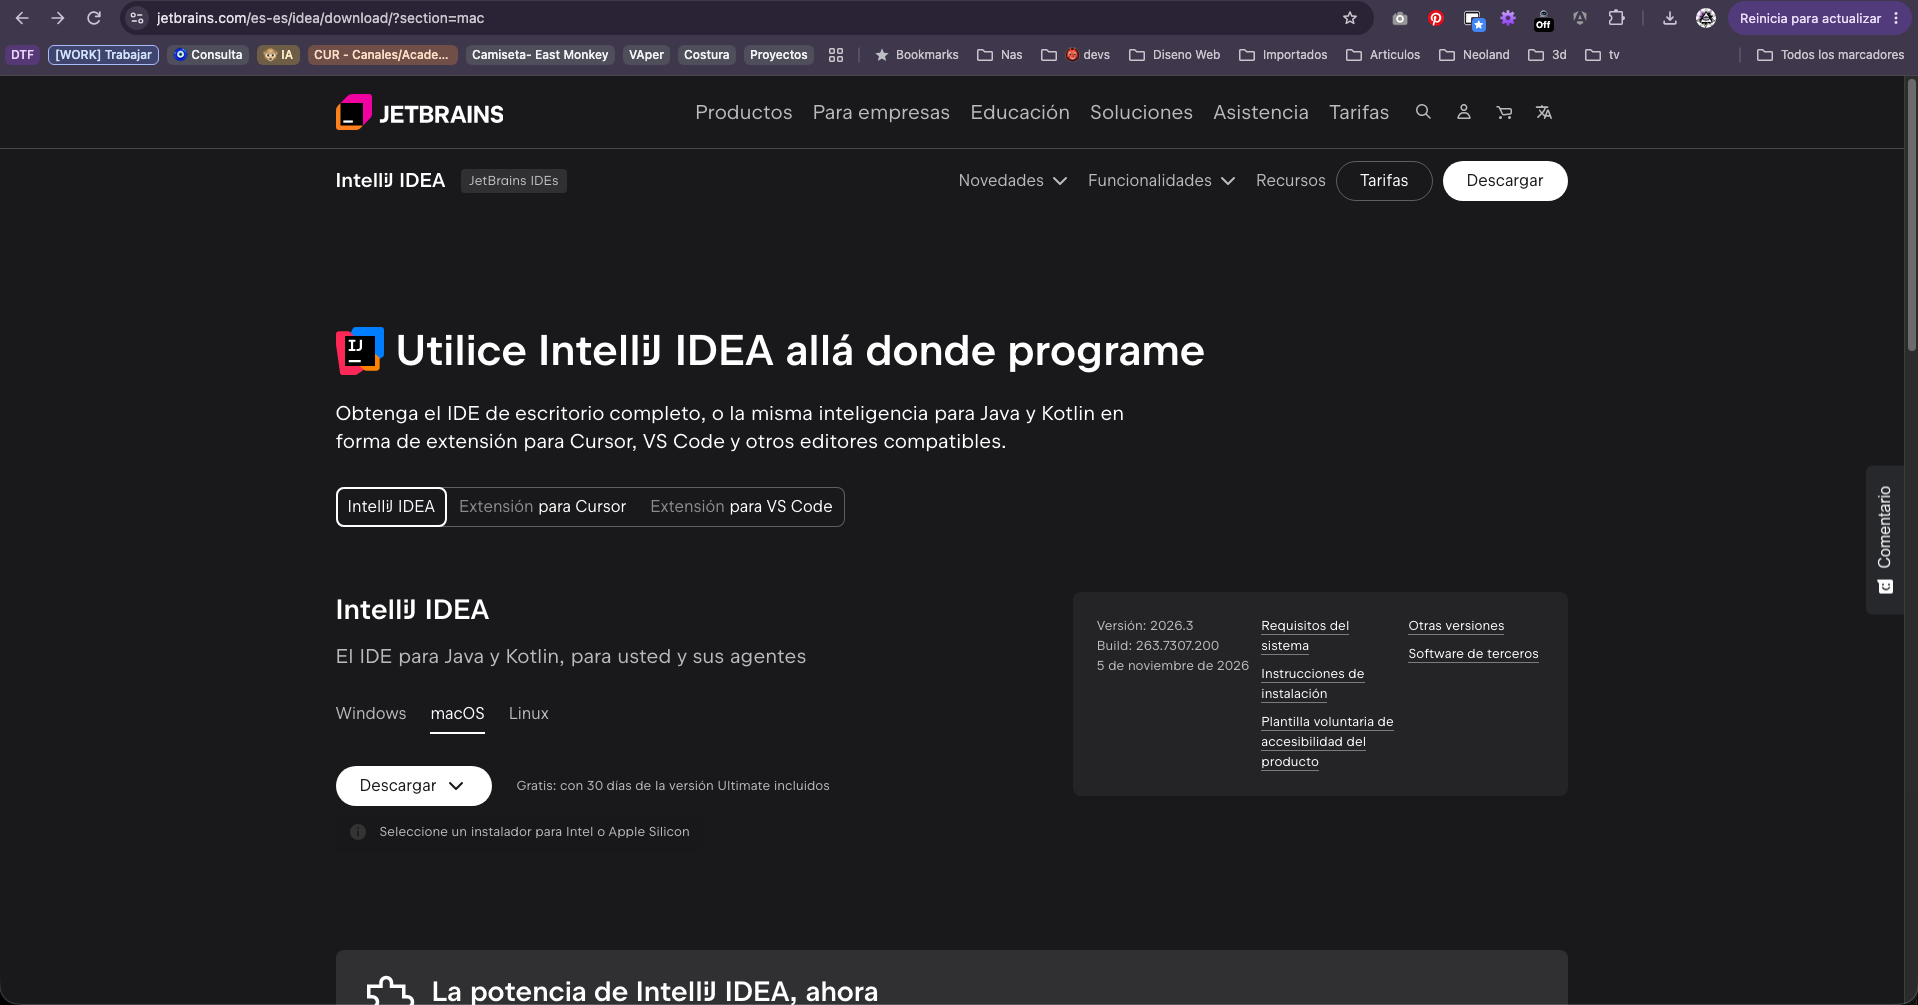 jetbrains.com/es-es/idea/download/?section=mac
Off
Reinicia para actualizar
DTF
[WORK] Trabajar
Consulta
IA
CUR - Canales/Acade...
Camiseta- East Monkey
VAper
Costura
Proyectos
Bookmarks
Nas
devs
Diseno Web
Importados
Articulos
Neoland
3d
tv
Todos los marcadores
JETBRAINS
Productos
Para empresas
Educación
Soluciones
Asistencia
Tarifas
IntelliJ IDEA
JetBrains IDEs
Novedades
Funcionalidades
Recursos
Tarifas
Descargar
IJ
Utilice IntelliJ IDEA allá donde programe
Obtenga el IDE de escritorio completo, o la misma inteligencia para Java y Kotlin en
forma de extensión para Cursor, VS Code y otros editores compatibles.
IntelliJ IDEA
Extensión para Cursor
Extensión para VS Code
Comentario
IntelliJ IDEA
El IDE para Java y Kotlin, para usted y sus agentes
Windows
macOS
Linux
Descargar
Gratis: con 30 días de la versión Ultimate incluidos
Seleccione un instalador para Intel o Apple Silicon
Versión: 2026.3
Build: 263.7307.200
5 de noviembre de 2026
Requisitos del
sistema
Instrucciones de
instalación
Plantilla voluntaria de
accesibilidad del
producto
Otras versiones
Software de terceros
La potencia de IntelliJ IDEA, ahora